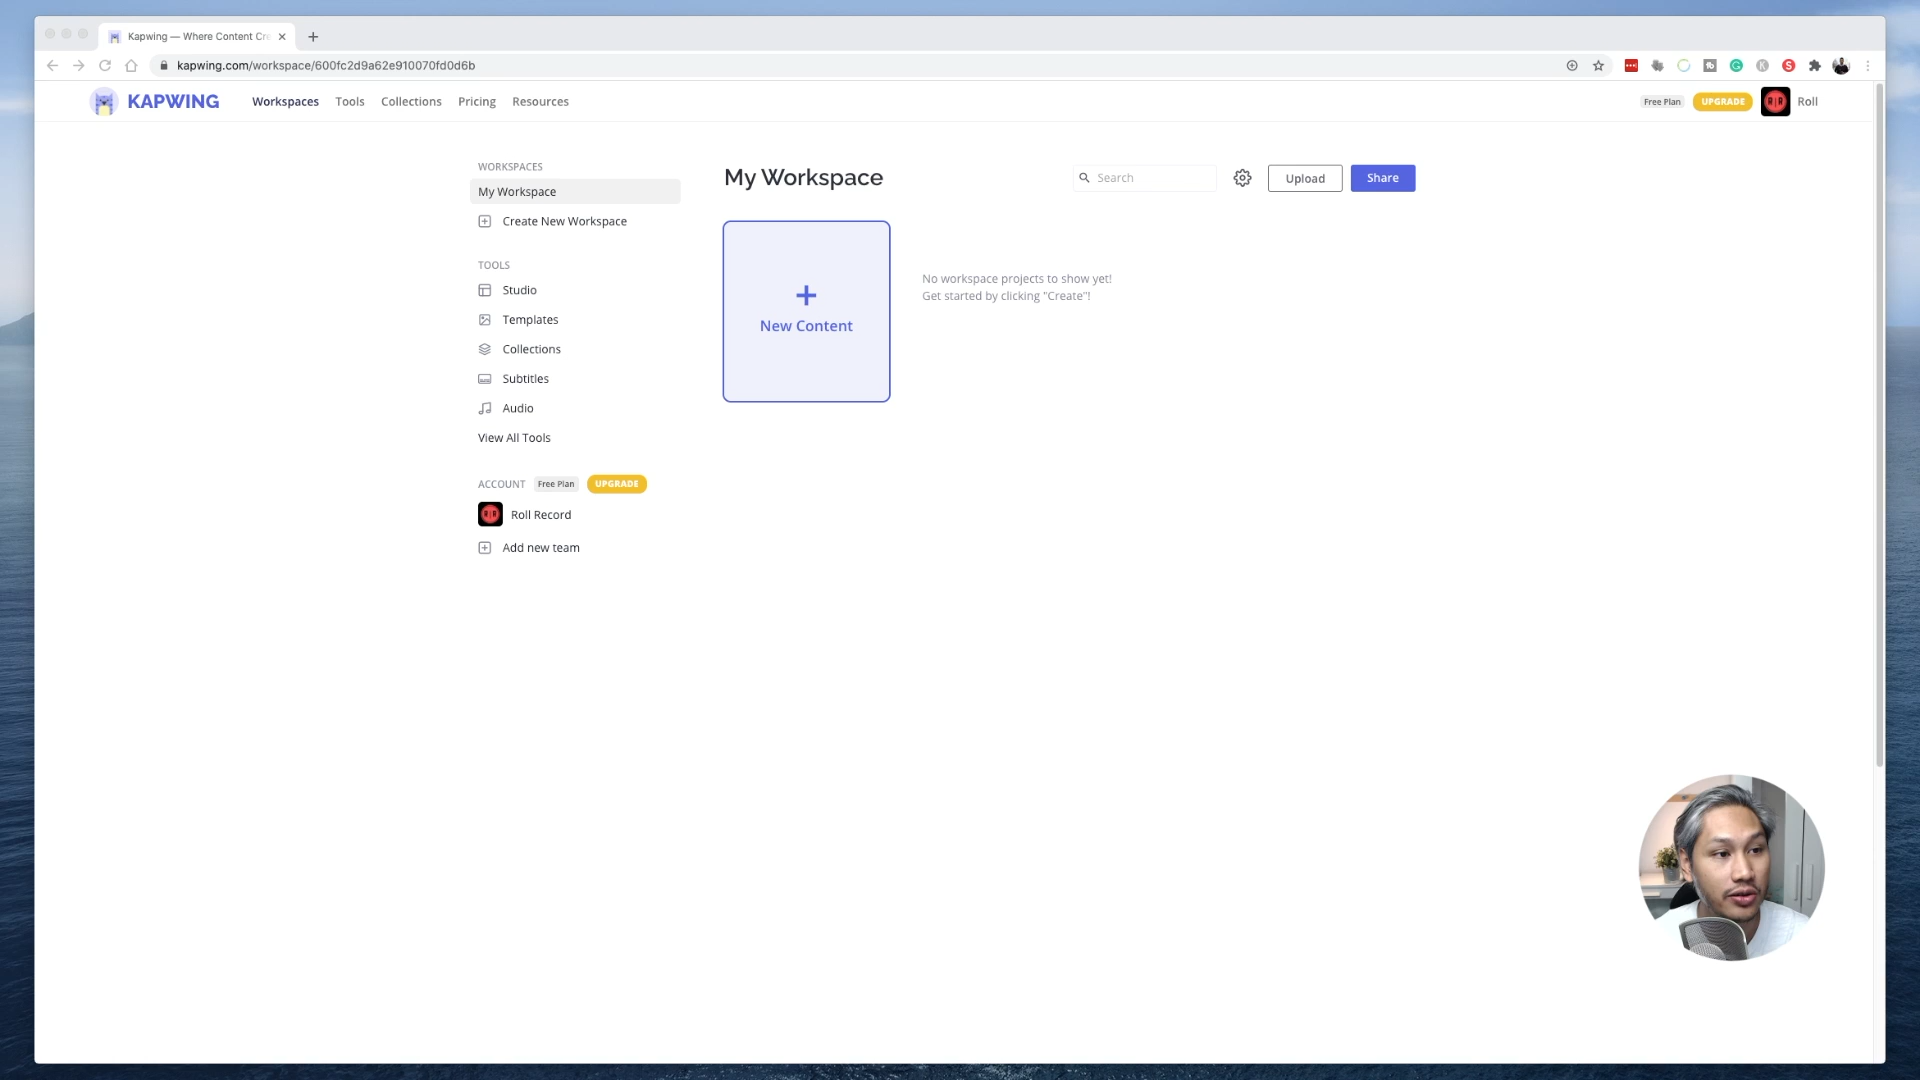 Kapwing — Where Content Cre
kapwing.com/workspace/600fc2d9a62e910070fd0d6b
KAPWING
Workspaces
Tools
Collections
Pricing
Resources
Free Plan
UPGRADE
Roll
WORKSPACES
My Workspace
Create New Workspace
TOOLS
Studio
Templates
Collections
Subtitles
Audio
View All Tools
ACCOUNT
Free Plan
UPGRADE
Roll Record
Add new team
My Workspace
Search
Upload
Share
New Content
No workspace projects to show yet!
Get started by clicking "Create"!